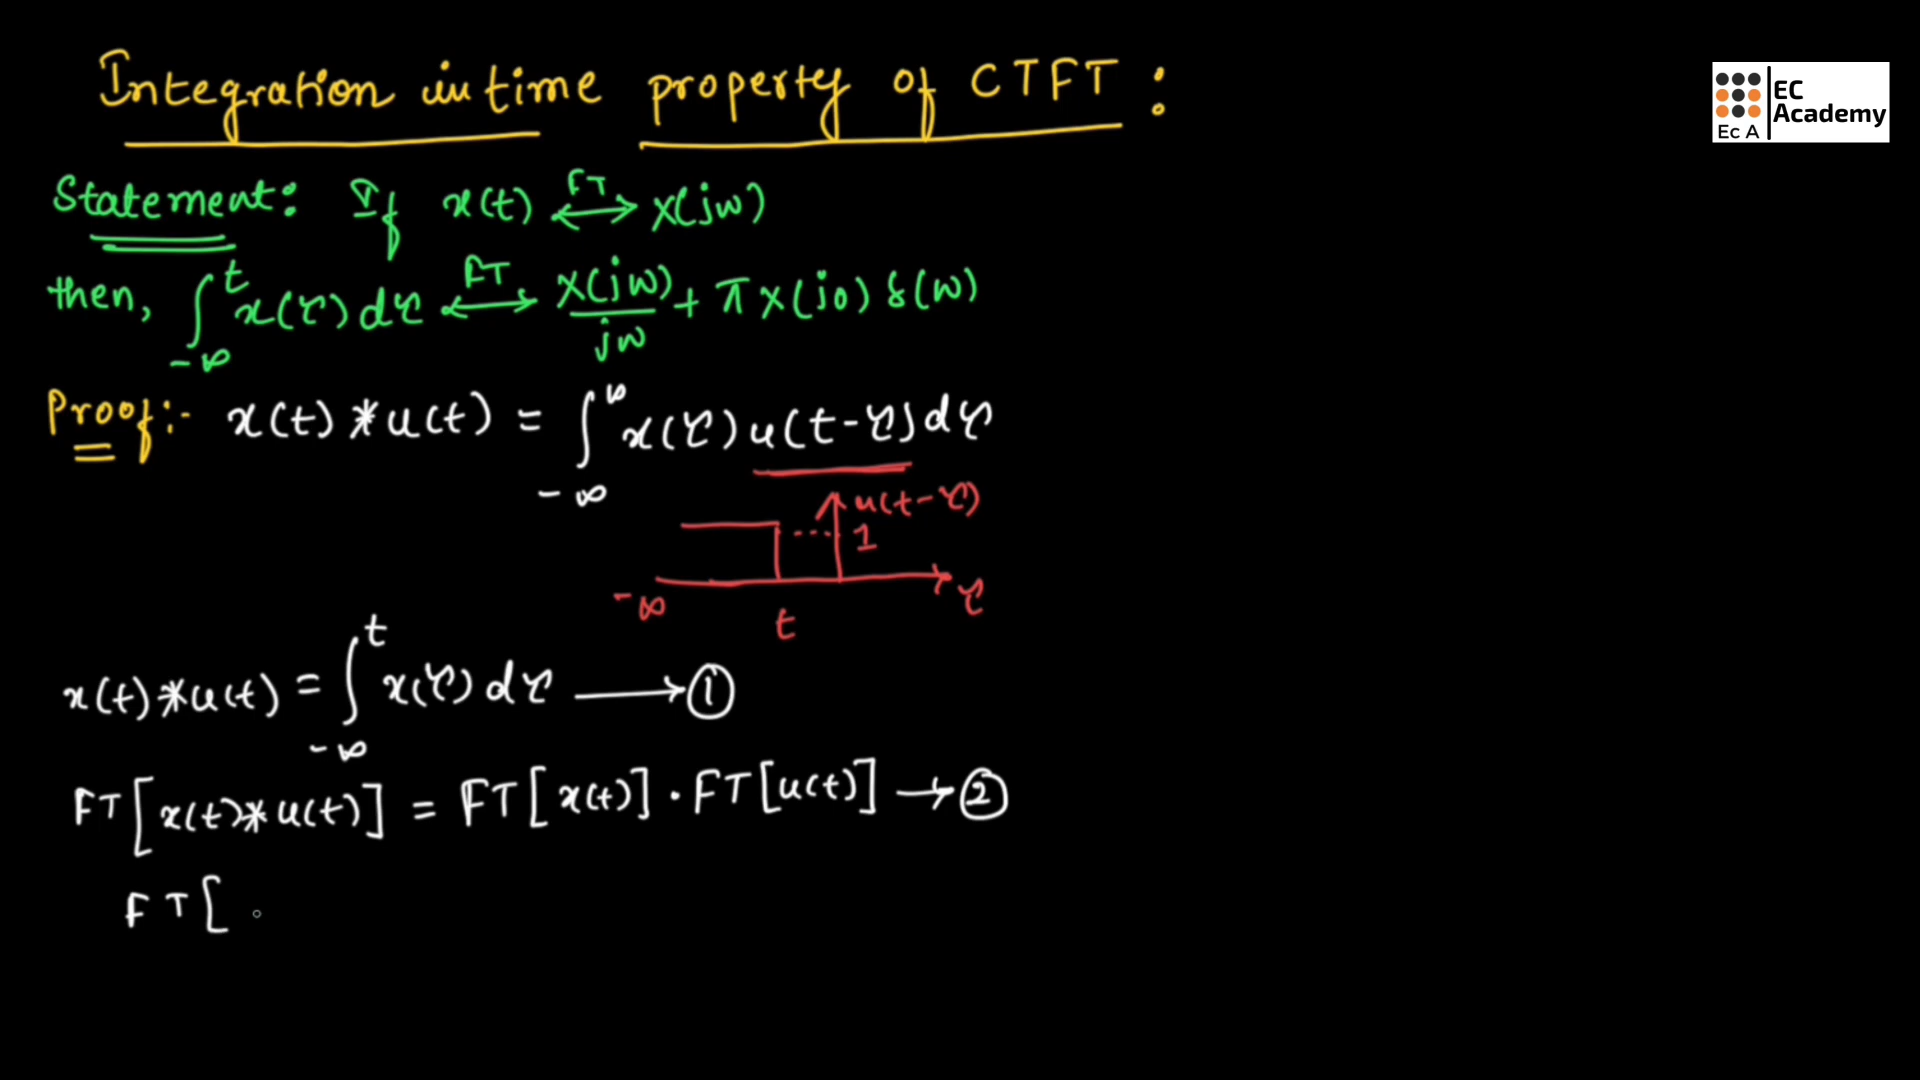 Integration in time property of CTFT :
EC Academy
Ec A
Statement: If x(t) <--FT--> X(jω)
then, ∫_{-∞}^{t} x(τ) dτ <--FT--> X(jω)/jω + π X(j0) δ(ω)
Proof:- x(t) * u(t) = ∫_{-∞}^{∞} x(τ) u(t-τ) dτ
u(t-τ)
1
-∞ t τ
x(t) * u(t) = ∫_{-∞}^{t} x(τ) dτ → ①
FT[x(t) * u(t)] = FT[x(t)] · FT[u(t)] → ②
FT[